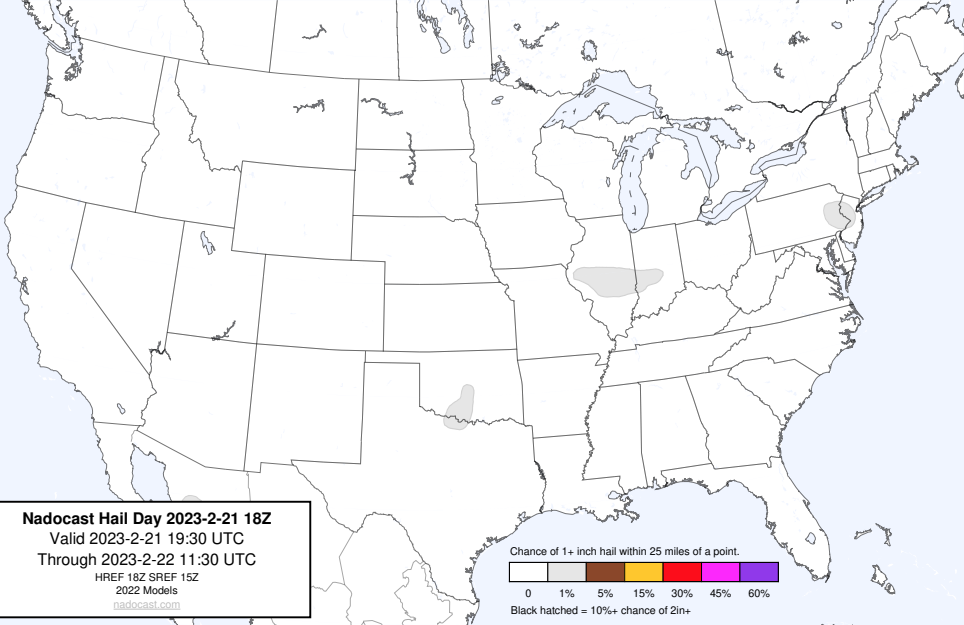 Nadocast Hail Day 2023-2-21 18Z
Valid 2023-2-21 19:30 UTC
Through 2023-2-22 11:30 UTC
HREF 18Z SREF 15Z
2022 Models
nadocast.com
Chance of 1+ inch hail within 25 miles of a point.
0 1% 5% 15% 30% 45% 60%
Black hatched = 10%+ chance of 2in+